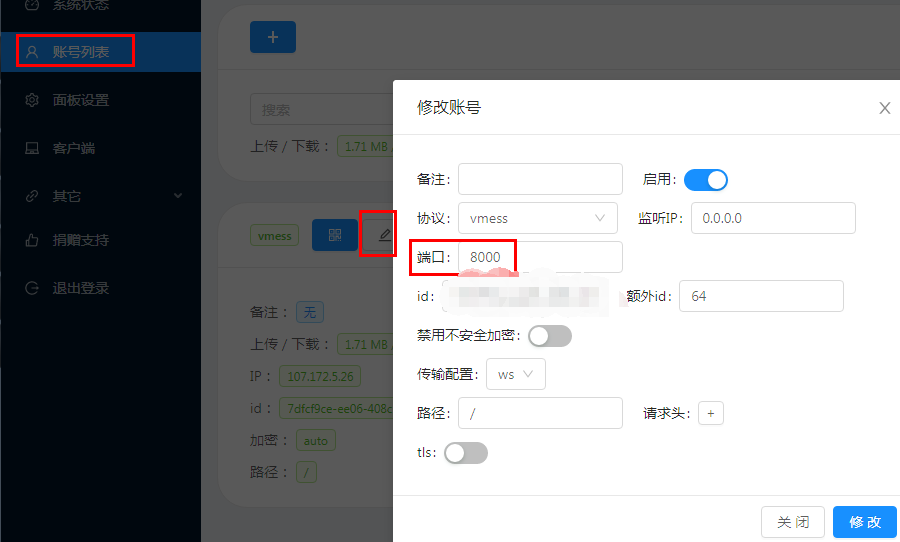 系统状态
账号列表
面板设置
客户端
其它
捐赠支持
退出登录
+
搜索
上传 / 下载： 1.71 MB /
vmess
备注： 无
上传 / 下载： 1.71 MB /
IP： 107.172.5.26
id： 7dfcf9ce-ee06-408c
加密： auto
路径： /
修改账号
备注： 启用：
协议： vmess 监听IP： 0.0.0.0
端口： 8000
id： 额外id： 64
禁用不安全加密：
传输配置： ws
路径： / 请求头： +
tls：
关 闭 修 改